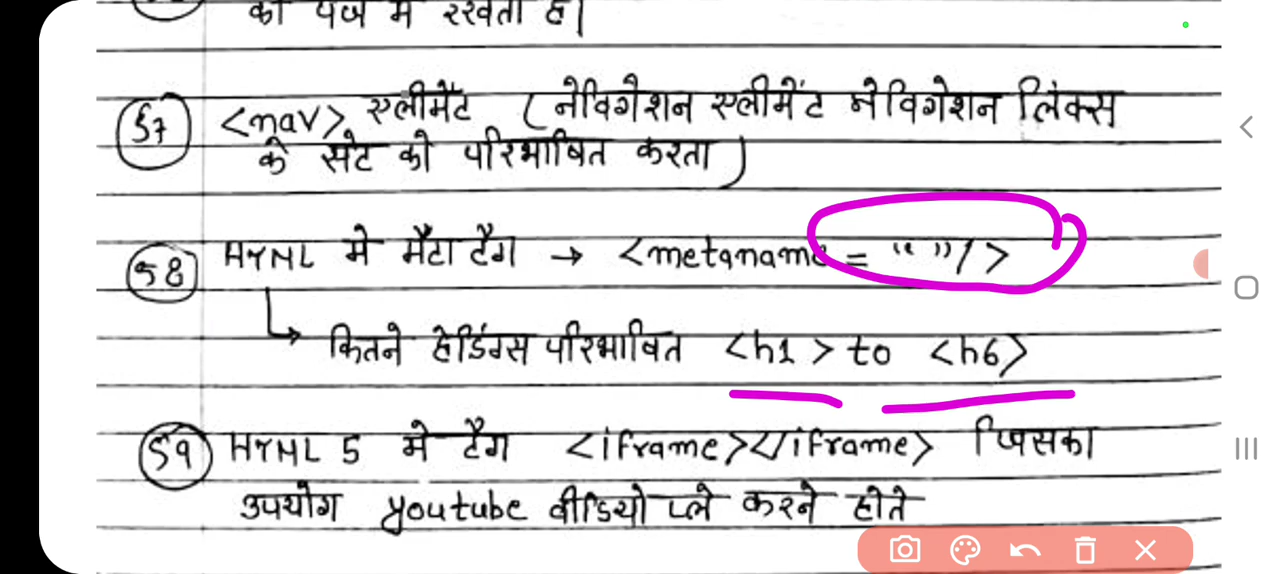 को पेज में रखता है|
57 <nav> एलीमेंट (नेविगेशन एलीमेंट नेविगेशन लिंक्स
के सेट को परिभाषित करता)
58 HTML मे मैटा टैग → <metaname = “ ”/>
↳ कितने हेडिंग्स परिभाषित <h1> to <h6>
59 HTML 5 मे टैग <iframe></iframe> जिसका
उपयोग youtube वीडियो प्ले करने होते